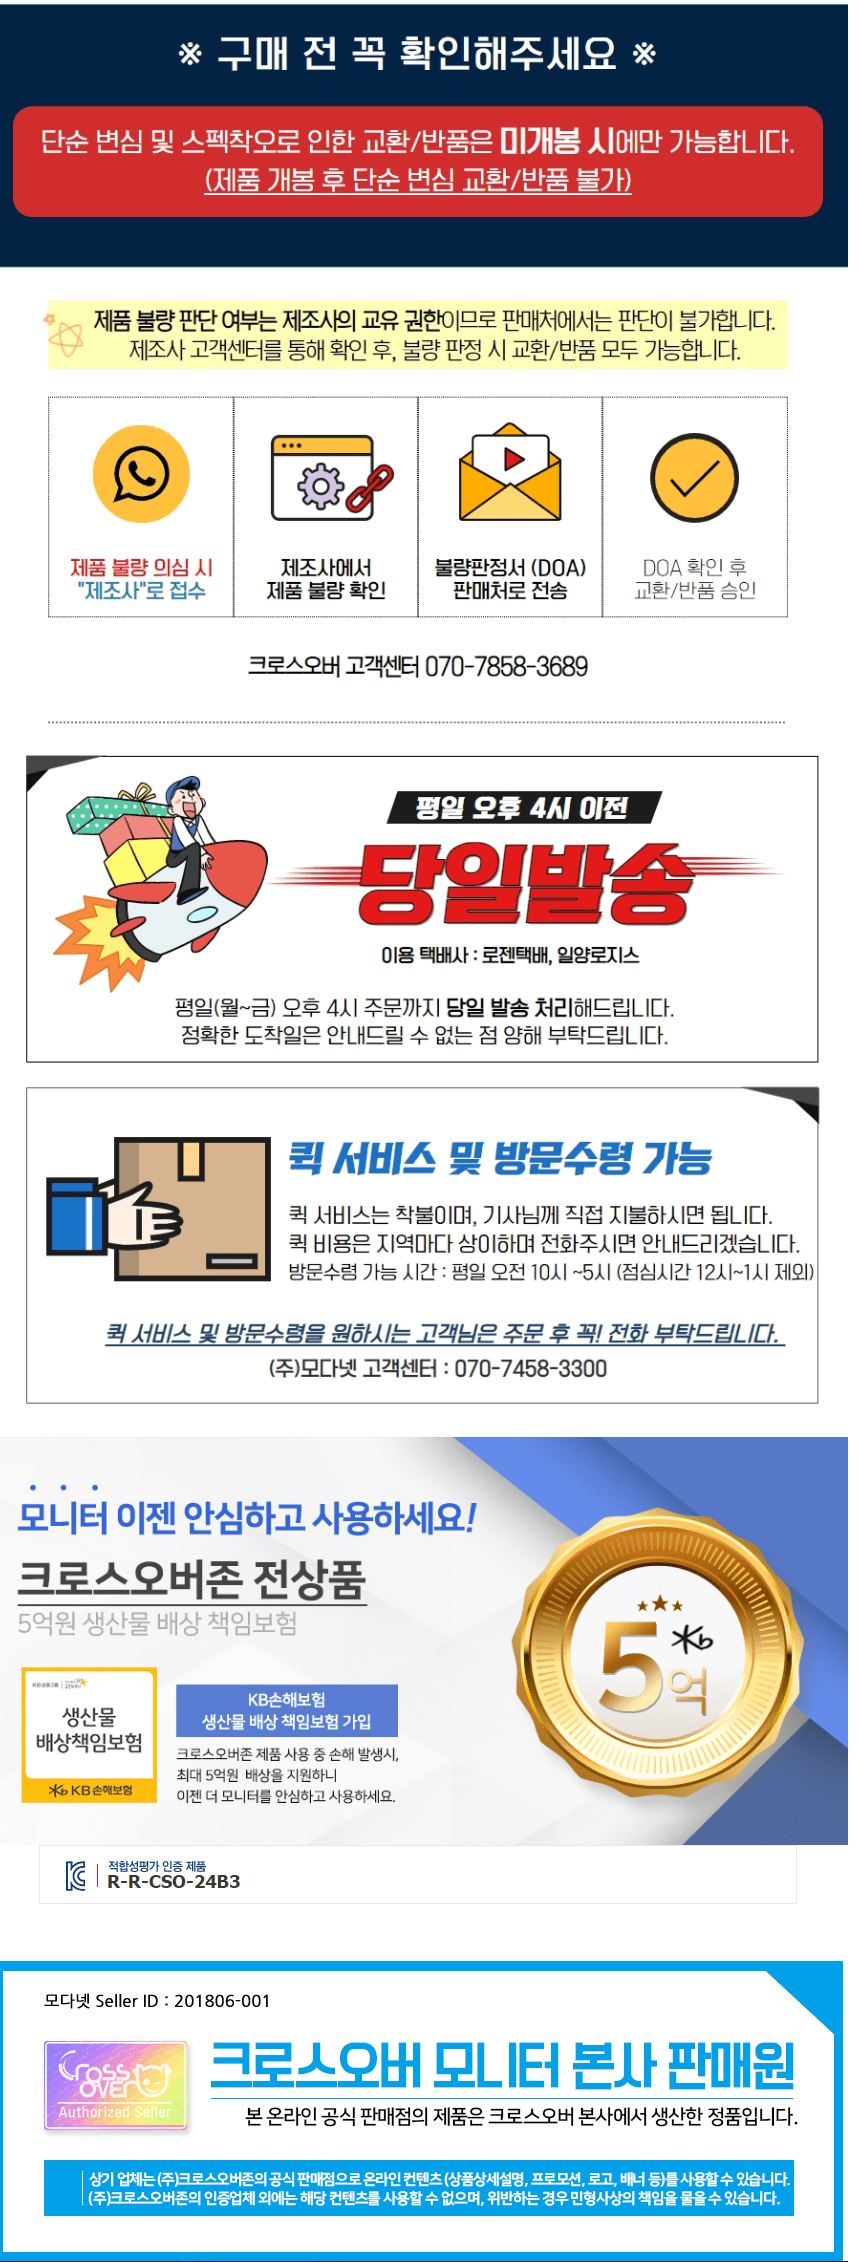 ※ 구매 전 꼭 확인해주세요 ※
단순 변심 및 스펙착오로 인한 교환/반품은 미개봉 시에만 가능합니다.
(제품 개봉 후 단순 변심 교환/반품 불가)
제품 불량 판단 여부는 제조사의 교유 권한이므로 판매처에서는 판단이 불가합니다.
제조사 고객센터를 통해 확인 후, 불량 판정 시 교환/반품 모두 가능합니다.
제품 불량 의심 시
"제조사"로 접수
제조사에서
제품 불량 확인
불량판정서 (DOA)
판매처로 전송
DOA 확인 후
교환/반품 승인
크로스오버 고객센터 070-7858-3689
평일 오후 4시 이전
당일발송
이용 택배사 : 로젠택배, 일양로지스
평일(월~금) 오후 4시 주문까지 당일 발송 처리해드립니다.
정확한 도착일은 안내드릴 수 없는 점 양해 부탁드립니다.
퀵 서비스 및 방문수령 가능
퀵 서비스는 착불이며, 기사님께 직접 지불하시면 됩니다.
퀵 비용은 지역마다 상이하며 전화주시면 안내드리겠습니다.
방문수령 가능 시간 : 평일 오전 10시 ~5시 (점심시간 12시~1시 제외)
퀵 서비스 및 방문수령을 원하시는 고객님은 주문 후 꼭! 전화 부탁드립니다.
(주)모다넷 고객센터 : 070-7458-3300
모니터 이젠 안심하고 사용하세요!
크로스오버존 전상품
5억원 생산물 배상 책임보험
KB금융그룹
생산물
배상책임보험
KB손해보험
KB손해보험
생산물 배상 책임보험 가입
크로스오버존 제품 사용 중 손해 발생시,
최대 5억원 배상을 지원하니
이젠 더 모니터를 안심하고 사용하세요.
5억
적합성평가 인증 제품
R-R-CSO-24B3
모다넷 Seller ID : 201806-001
CROSS OVER
Authorized Seller
크로스오버 모니터 본사 판매원
본 온라인 공식 판매점의 제품은 크로스오버 본사에서 생산한 정품입니다.
상기 업체는 (주)크로스오버존의 공식 판매점으로 온라인 컨텐츠 (상품상세설명, 프로모션, 로고, 배너 등)를 사용할 수 있습니다.
(주)크로스오버존의 인증업체 외에는 해당 컨텐츠를 사용할 수 없으며, 위반하는 경우 민형사상의 책임을 물을 수 있습니다.